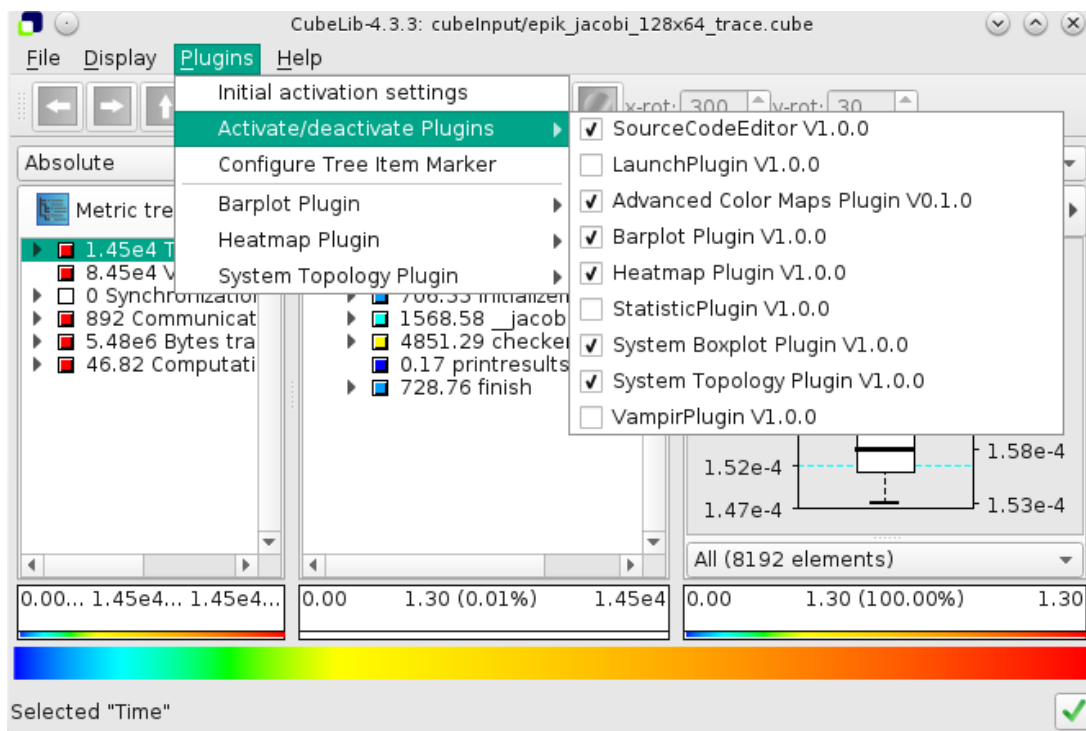 CubeLib-4.3.3: cubeInput/epik_jacobi_128x64_trace.cube
File Display Plugins Help
Initial activation settings
Activate/deactivate Plugins
Configure Tree Item Marker
Barplot Plugin
Heatmap Plugin
System Topology Plugin
SourceCodeEditor V1.0.0
LaunchPlugin V1.0.0
Advanced Color Maps Plugin V0.1.0
Barplot Plugin V1.0.0
Heatmap Plugin V1.0.0
StatisticPlugin V1.0.0
System Boxplot Plugin V1.0.0
System Topology Plugin V1.0.0
VampirPlugin V1.0.0
x-rot: 300 y-rot: 30
Absolute
Metric tre
1.45e4 T
8.45e4 V
0 Synchronization
892 Communicat
5.48e6 Bytes tra
46.82 Computati
1568.58 __jacob
4851.29 checker
0.17 printresults
728.76 finish
1.52e-4 1.58e-4
1.47e-4 1.53e-4
All (8192 elements)
0.00... 1.45e4... 1.45e4...
0.00 1.30 (0.01%) 1.45e4
0.00 1.30 (100.00%) 1.30
Selected "Time"